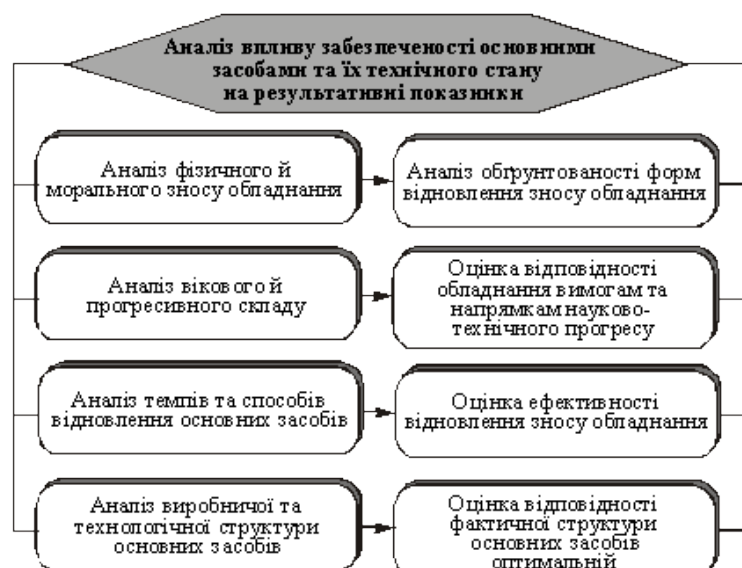 Аналіз впливу забезпеченості основними
засобами та їх технічного стану
на результативні показники
Аналіз фізичного й
морального зносу обладнання
Аналіз обґрунтованості форм
відновлення зносу обладнання
Аналіз вікового й
прогресивного складу
Оцінка відповідності
обладнання вимогам та
напрямкам науково-
технічного прогресу
Аналіз темпів та способів
відновлення основних засобів
Оцінка ефективності
відновлення зносу обладнання
Аналіз виробничої та
технологічної структури
основних засобів
Оцінка відповідності
фактичної структури
основних засобів
оптимальній